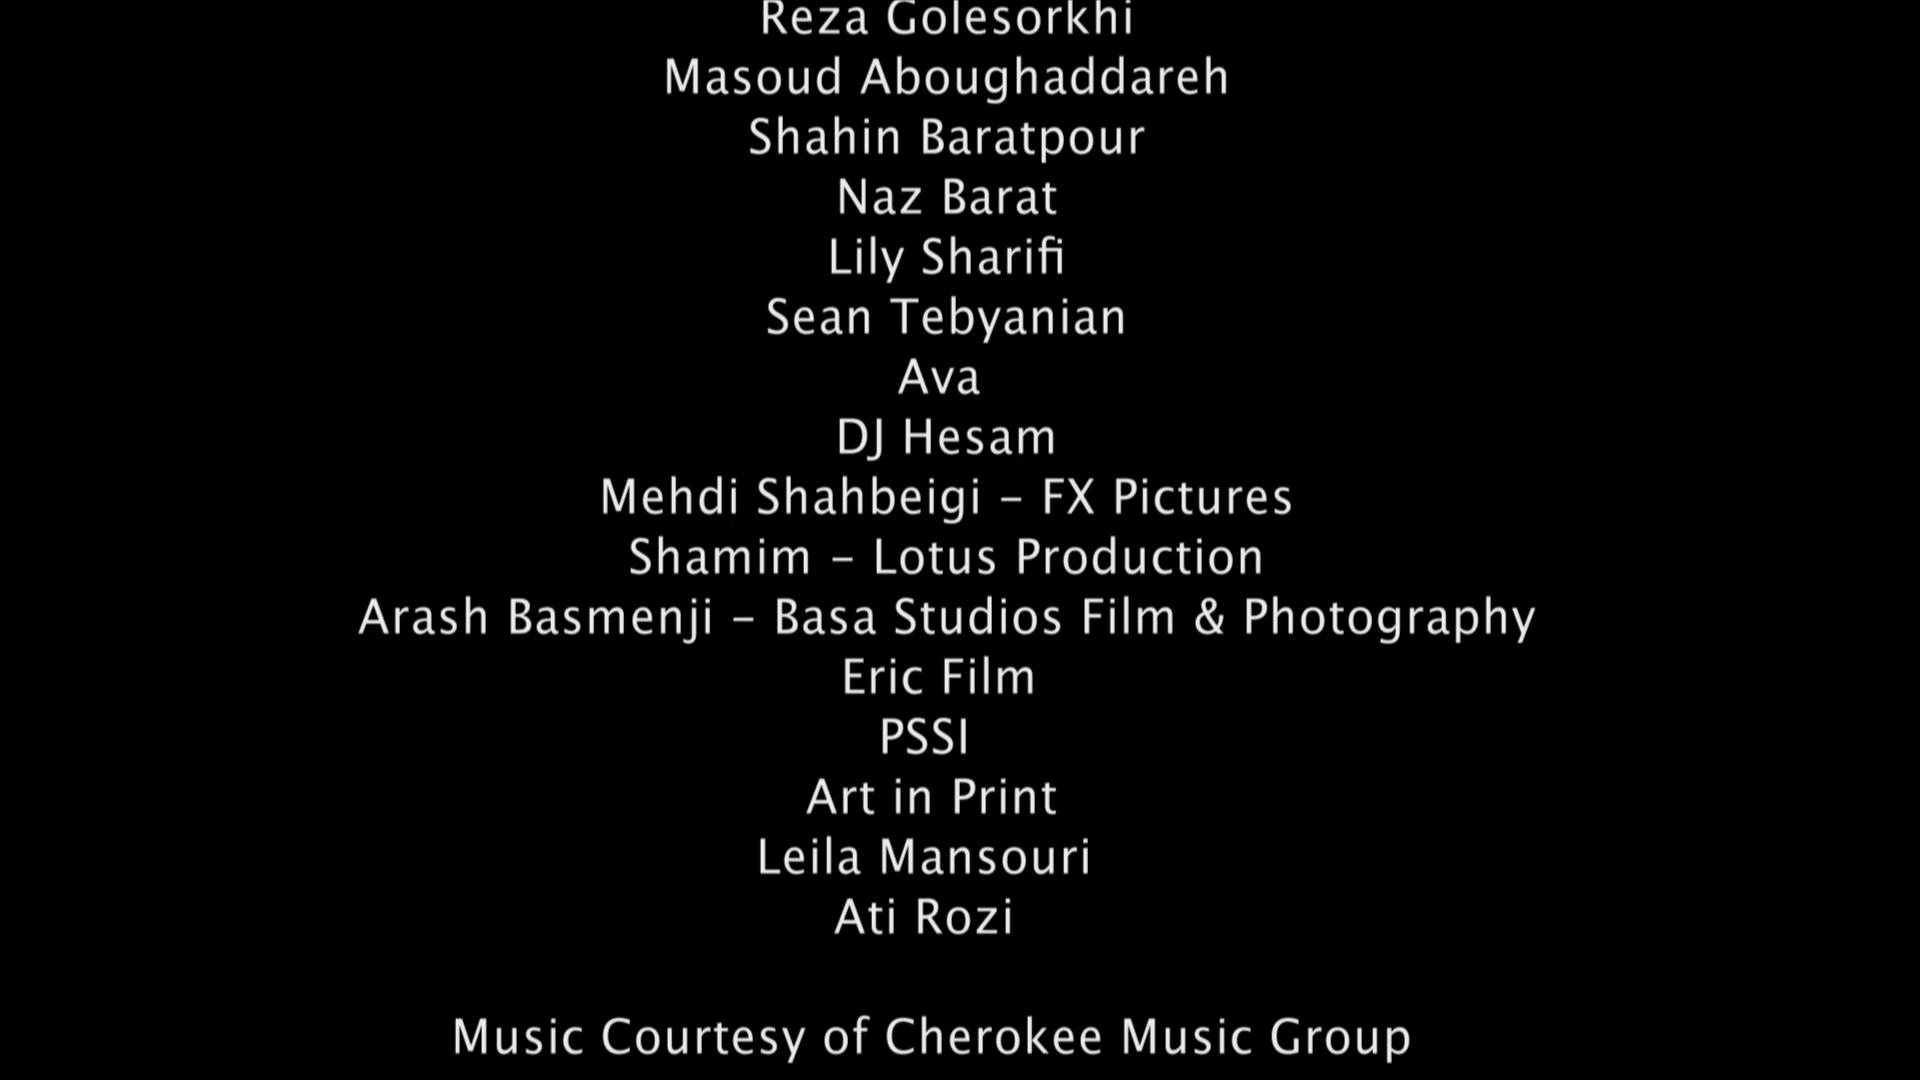 Reza Golesorkhi
Masoud Aboughaddareh
Shahin Baratpour
Naz Barat
Lily Sharifi
Sean Tebyanian
Ava
DJ Hesam
Mehdi Shahbeigi – FX Pictures
Shamim – Lotus Production
Arash Basmenji – Basa Studios Film & Photography
Eric Film
PSSI
Art in Print
Leila Mansouri
Ati Rozi
Music Courtesy of Cherokee Music Group